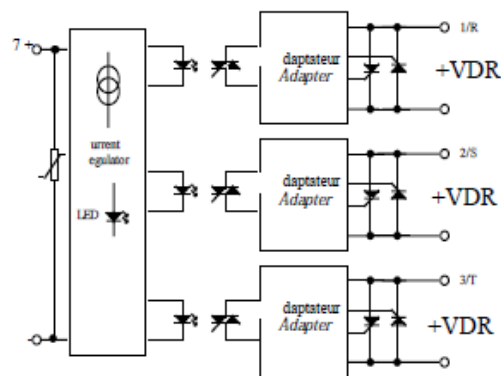 7 +
urrent
egulator
LED
-
daptateur
Adapter
1/R
+VDR
daptateur
Adapter
2/S
+VDR
daptateur
Adapter
3/T
+VDR